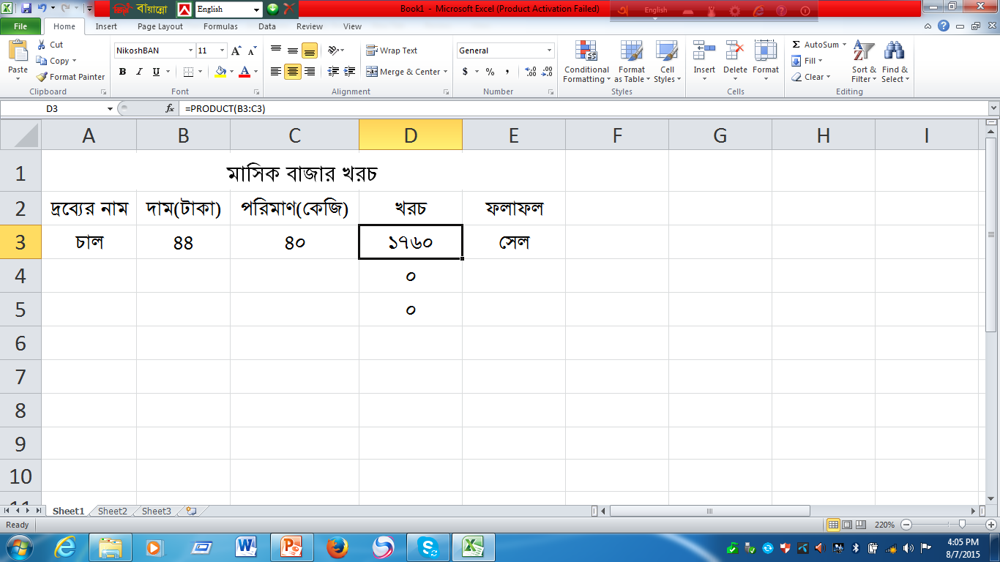 বায়ান্নো English Book1 - Microsoft Excel (Product Activation Failed) English
File Home Insert Page Layout Formulas Data Review View
Paste Cut Copy Format Painter
NikoshBAN 11
B I U
Wrap Text
Merge & Center
General
$ % ,
Conditional Formatting Format as Table Cell Styles
Insert Delete Format
Σ AutoSum Fill Clear
Sort & Filter Find & Select
Clipboard Font Alignment Number Styles Cells Editing
D3 fx =PRODUCT(B3:C3)
A B C D E F G H I
1 মাসিক বাজার খরচ
2 দ্রব্যের নাম দাম(টাকা) পরিমাণ(কেজি) খরচ ফলাফল
3 চাল ৪৪ ৪০ ১৭৬০ সেল
4 ০
5 ০
6
7
8
9
10
11
Sheet1 Sheet2 Sheet3
Ready 220%
4:05 PM
8/7/2015